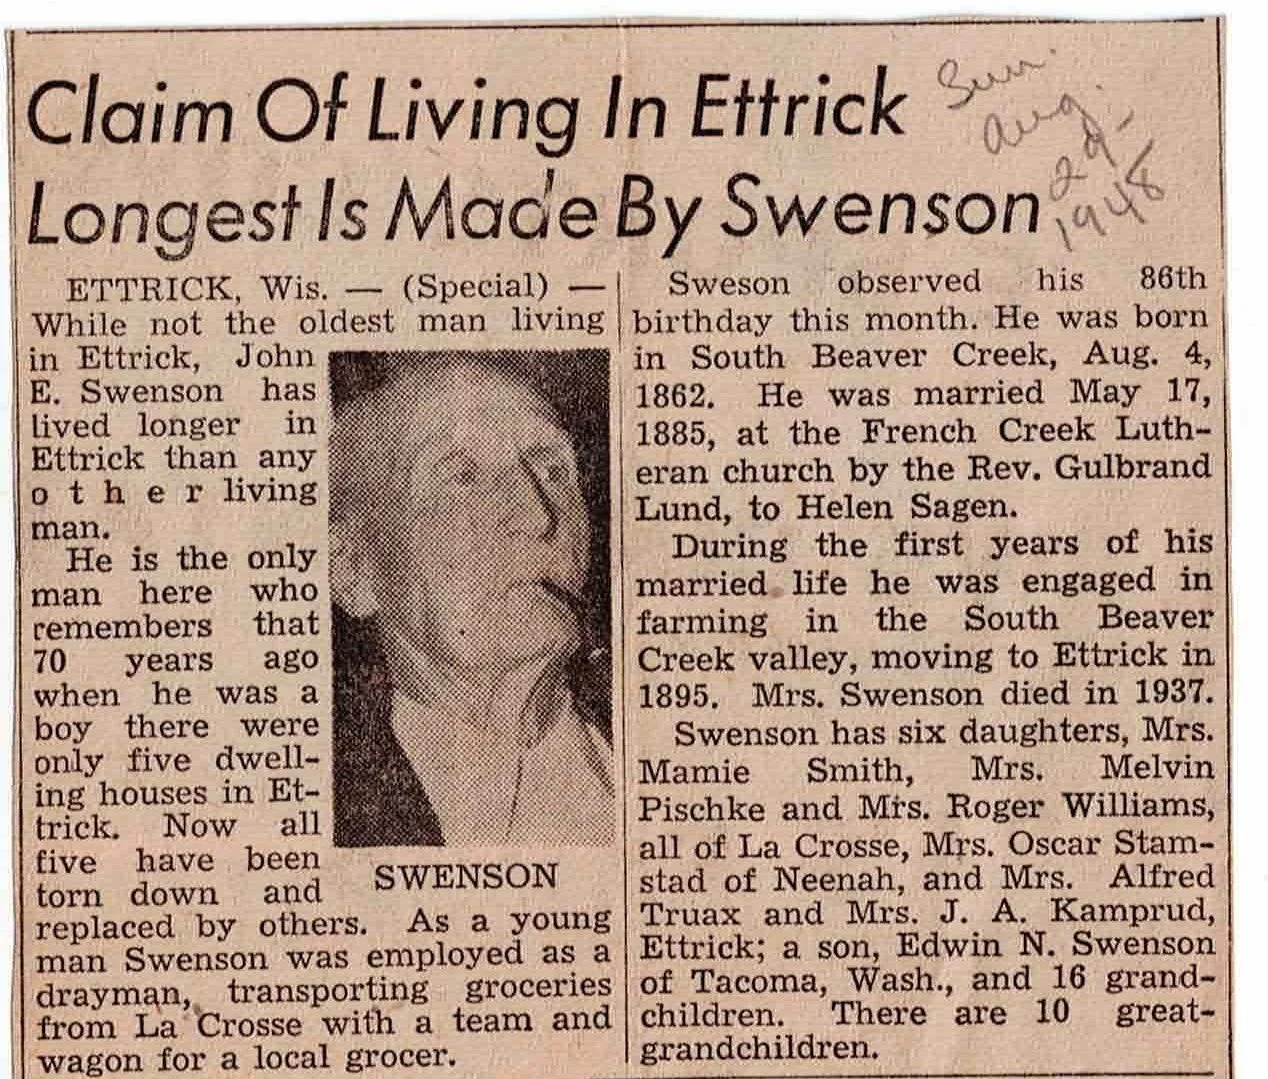 Claim Of Living In Ettrick
Longest Is Made By Swenson
Sun.
Aug.
29-
1948
ETTRICK, Wis. — (Special) —
While not the oldest man living
in Ettrick, John
E. Swenson has
lived longer in
Ettrick than any
o t h e r living
man.
He is the only
man here who
remembers that
70 years ago
when he was a
boy there were
only five dwell-
ing houses in Et-
trick. Now all
five have been
torn down and
replaced by others. As a young
man Swenson was employed as a
drayman, transporting groceries
from La Crosse with a team and
wagon for a local grocer.
SWENSON
Sweson observed his 86th
birthday this month. He was born
in South Beaver Creek, Aug. 4,
1862. He was married May 17,
1885, at the French Creek Luth-
eran church by the Rev. Gulbrand
Lund, to Helen Sagen.
During the first years of his
married life he was engaged in
farming in the South Beaver
Creek valley, moving to Ettrick in
1895. Mrs. Swenson died in 1937.
Swenson has six daughters, Mrs.
Mamie Smith, Mrs. Melvin
Pischke and Mrs. Roger Williams,
all of La Crosse, Mrs. Oscar Stam-
stad of Neenah, and Mrs. Alfred
Truax and Mrs. J. A. Kamprud,
Ettrick; a son, Edwin N. Swenson
of Tacoma, Wash., and 16 grand-
children. There are 10 great-
grandchildren.